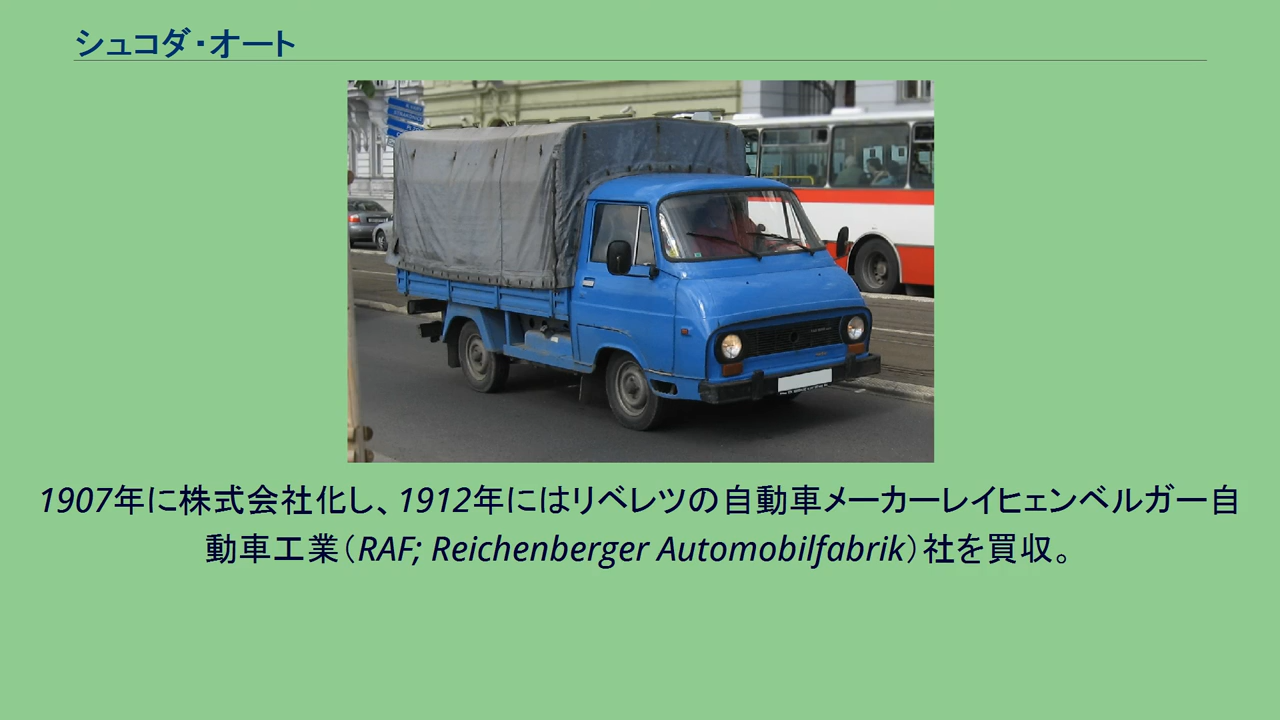 シュコダ・オート
1907年に株式会社化し、1912年にはリベレツの自動車メーカーレイヒェンベルガー自
動車工業（RAF; Reichenberger Automobilfabrik）社を買収。